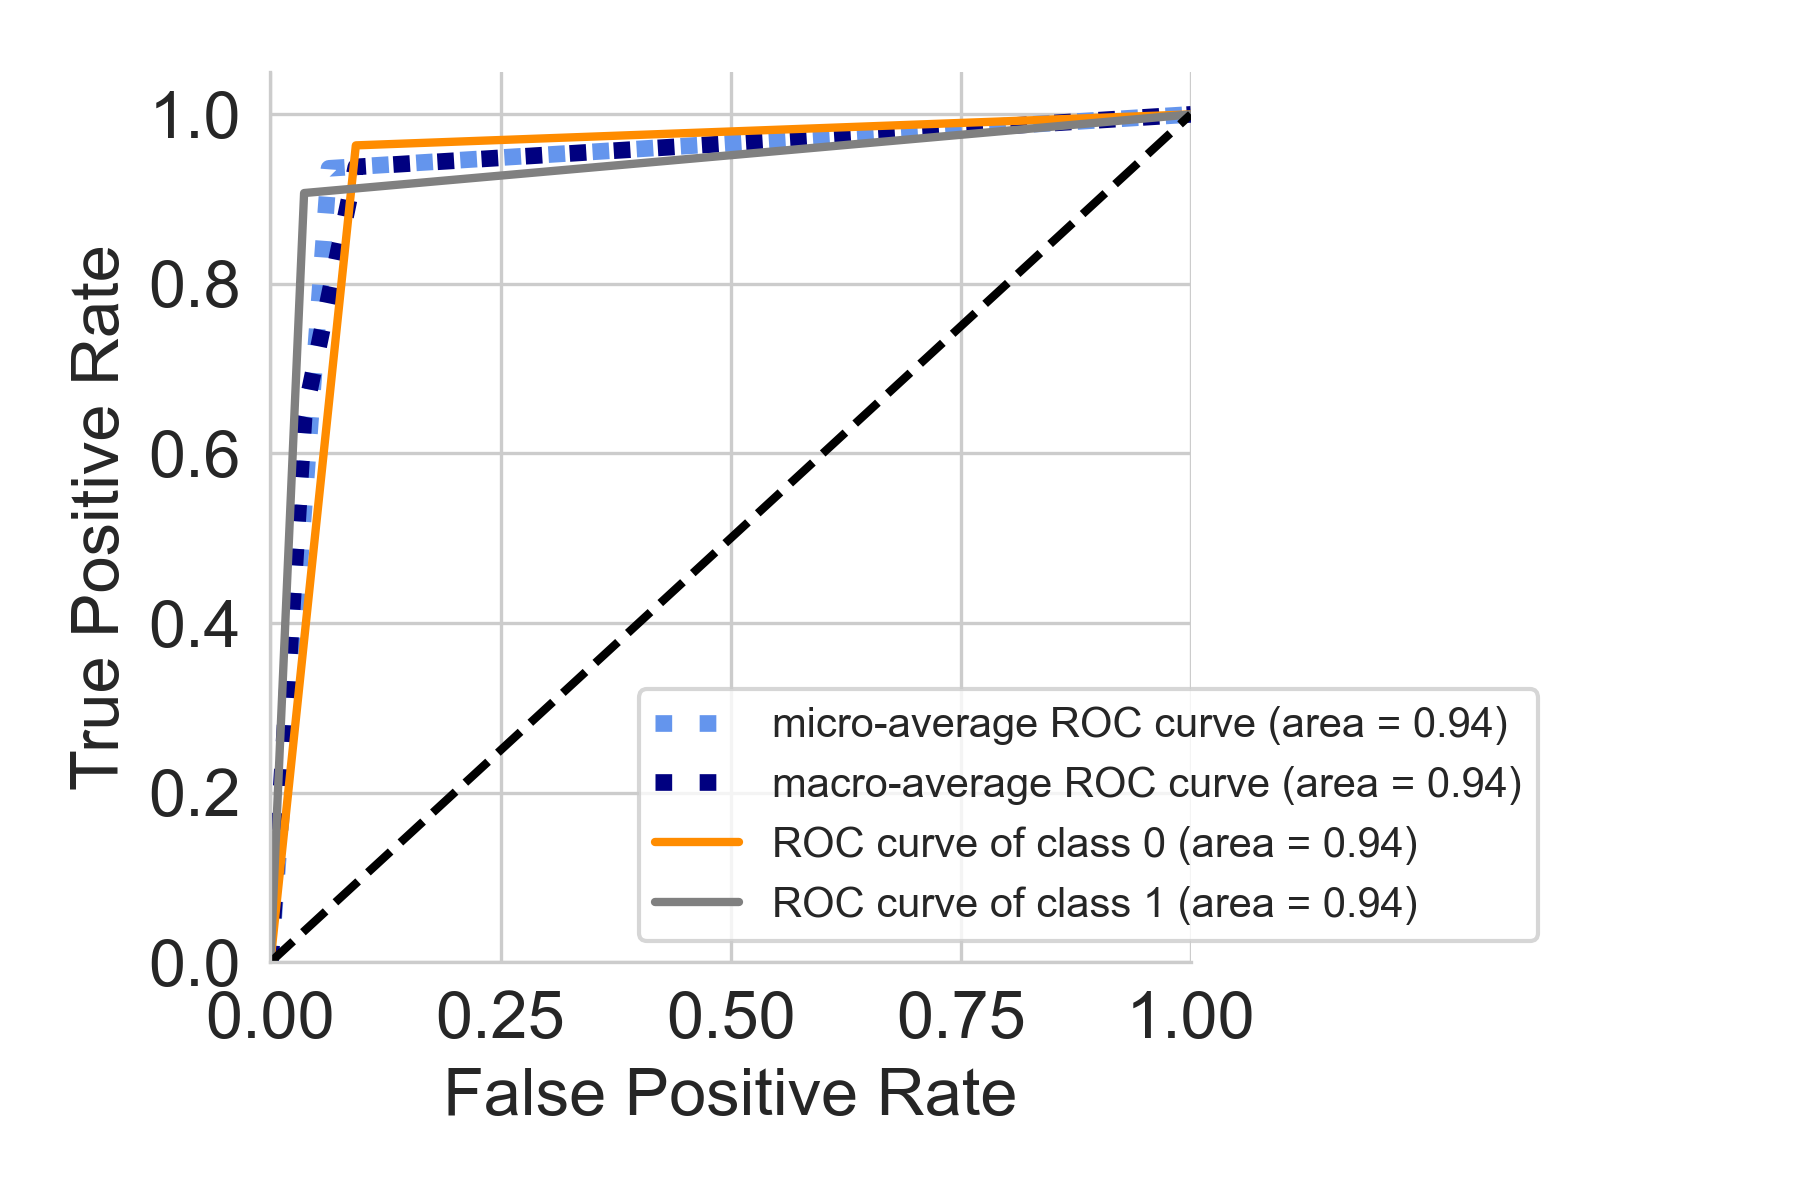 True Positive Rate
1.0
0.8
0.6
0.4
0.2
0.0
micro-average ROC curve (area = 0.94)
macro-average ROC curve (area = 0.94)
ROC curve of class 0 (area = 0.94)
ROC curve of class 1 (area = 0.94)
0.00 0.25 0.50 0.75 1.00
False Positive Rate